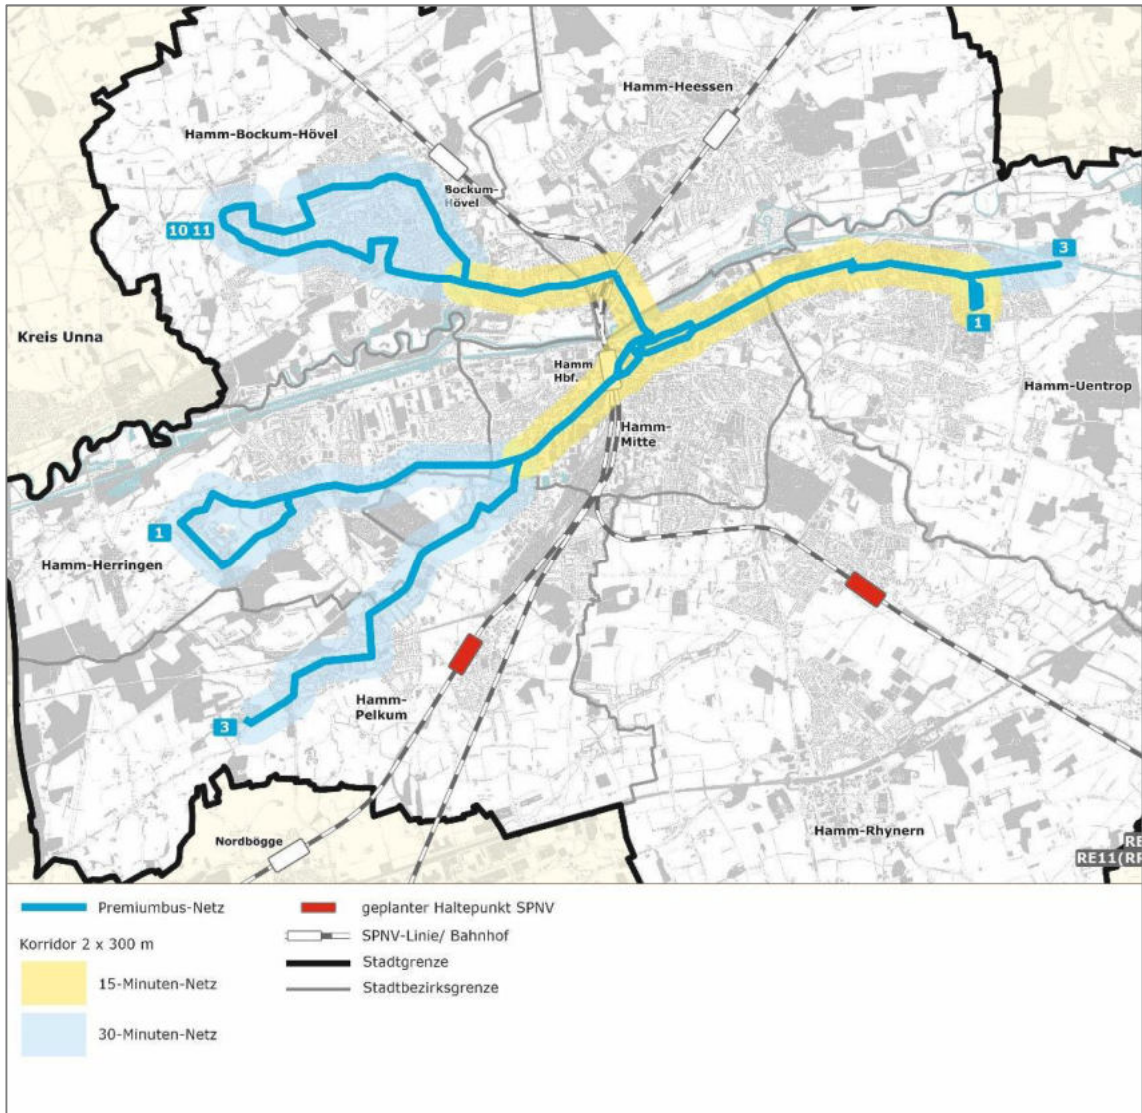 Hamm-Heessen
Hamm-Bockum-Hövel
Bockum-
Hövel
10 11
3
1
Kreis Unna
Hamm
Hbf.
Hamm-Uentrop
Hamm-
Mitte
1
Hamm-Herringen
Hamm-
Pelkum
3
Hamm-Rhynern
Nordbögge
RE
RE11(RR
Premiumbus-Netz
geplanter Haltepunkt SPNV
Korridor 2 x 300 m
SPNV-Linie/ Bahnhof
15-Minuten-Netz
Stadtgrenze
Stadtbezirksgrenze
30-Minuten-Netz